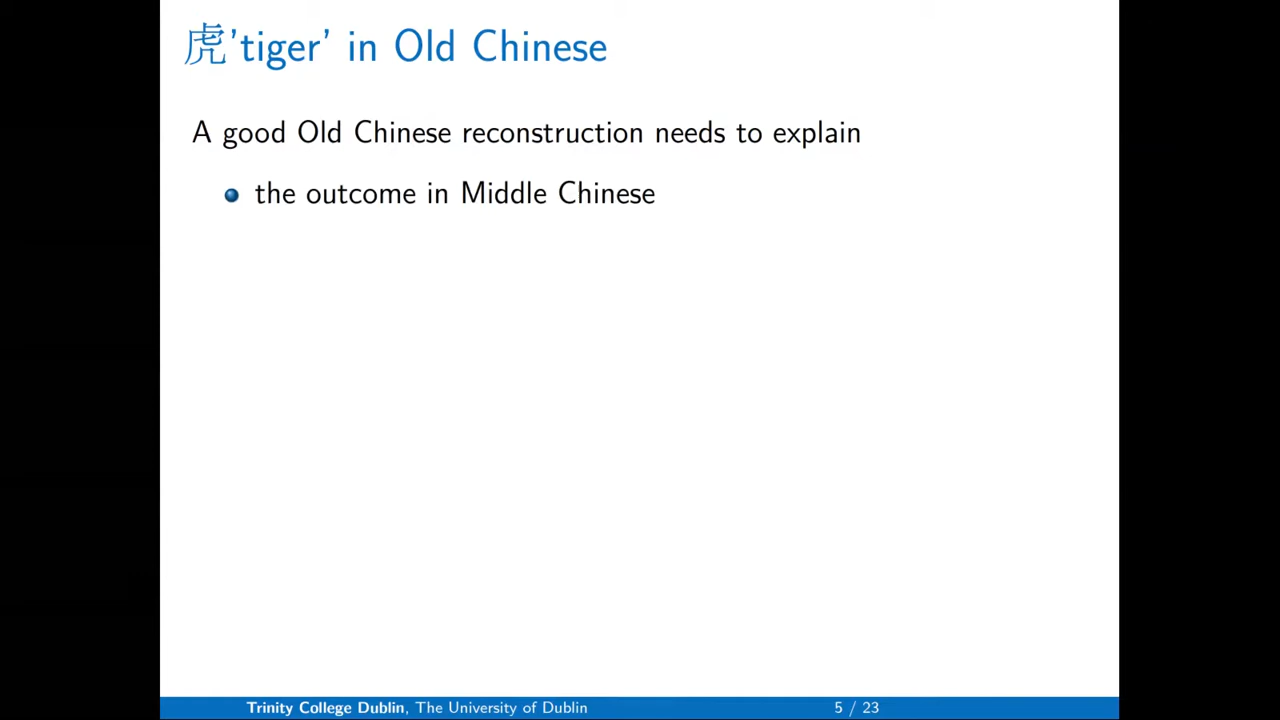 虎'tiger' in Old Chinese
A good Old Chinese reconstruction needs to explain
the outcome in Middle Chinese
Trinity College Dublin, The University of Dublin 5 / 23